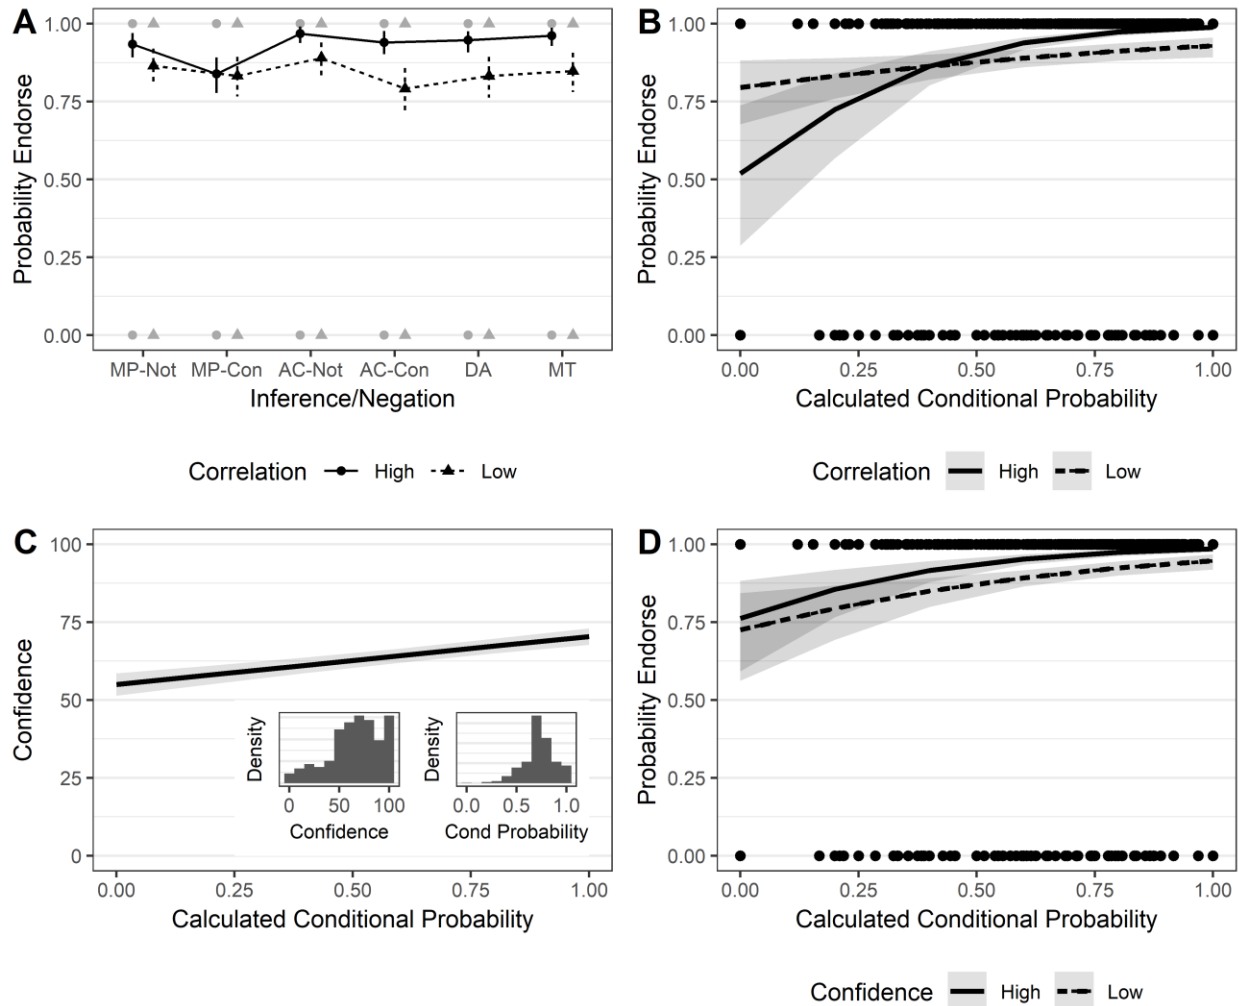 A
1.00
0.75
0.50
0.25
0.00
Probability Endorse
MP-Not MP-Con AC-Not AC-Con DA MT
Inference/Negation
Correlation High Low
B
1.00
0.75
0.50
0.25
0.00
Probability Endorse
0.00 0.25 0.50 0.75 1.00
Calculated Conditional Probability
Correlation High Low
C
100
75
50
25
0
Confidence
Density
0 50 100
Confidence
Density
0.0 0.5 1.0
Cond Probability
0.00 0.25 0.50 0.75 1.00
Calculated Conditional Probability
D
1.00
0.75
0.50
0.25
0.00
Probability Endorse
0.00 0.25 0.50 0.75 1.00
Calculated Conditional Probability
Confidence High Low